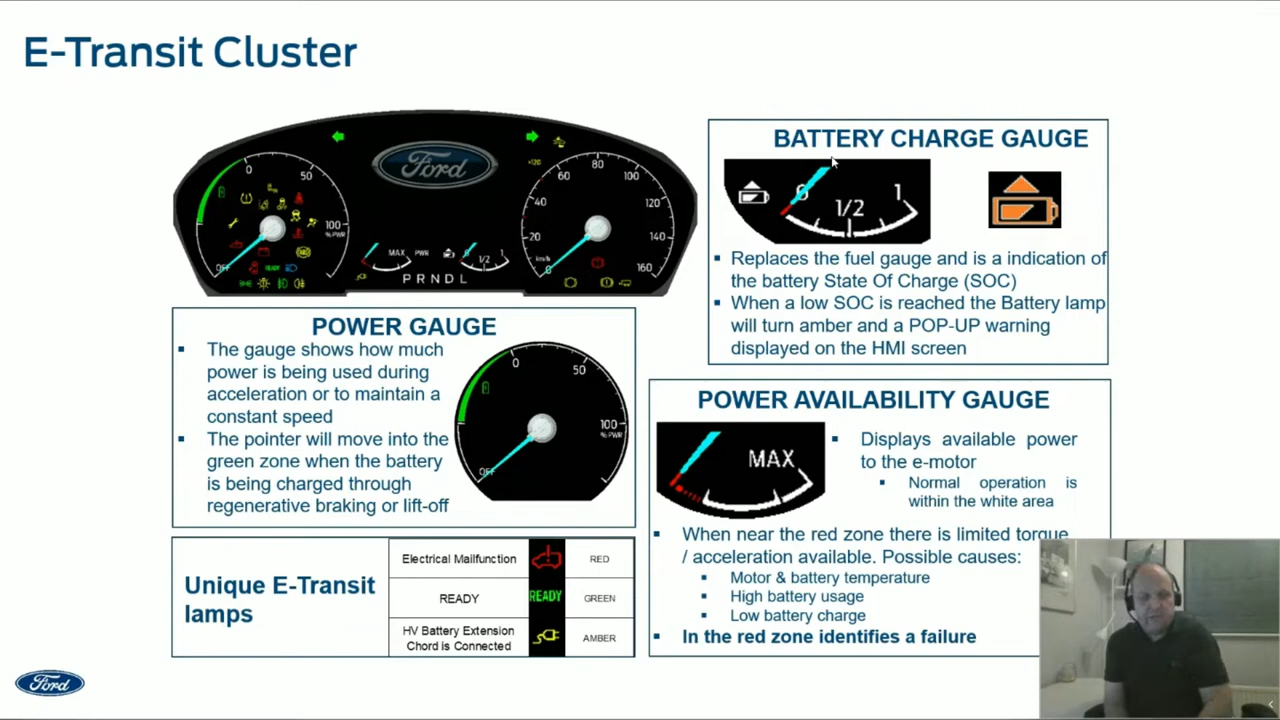 E-Transit Cluster
Ford
0
50
100
% PWR
OFF
READY
MAX
PWR
0
1/2
1
PRNDL
0
20
40
60
80
100
120
140
160
km/h
BATTERY CHARGE GAUGE
0
1/2
1
Replaces the fuel gauge and is a indication of
the battery State Of Charge (SOC)
When a low SOC is reached the Battery lamp
will turn amber and a POP-UP warning
displayed on the HMI screen
POWER GAUGE
The gauge shows how much
power is being used during
acceleration or to maintain a
constant speed
The pointer will move into the
green zone when the battery
is being charged through
regenerative braking or lift-off
0
50
100
% PWR
OFF
POWER AVAILABILITY GAUGE
MAX
Displays available power
to the e-motor
Normal operation is
within the white area
When near the red zone there is limited torque
/ acceleration available. Possible causes:
Motor & battery temperature
High battery usage
Low battery charge
In the red zone identifies a failure
Unique E-Transit
lamps
Electrical Mailfunction
RED
READY
READY
GREEN
HV Battery Extension
Chord is Connected
AMBER
Ford